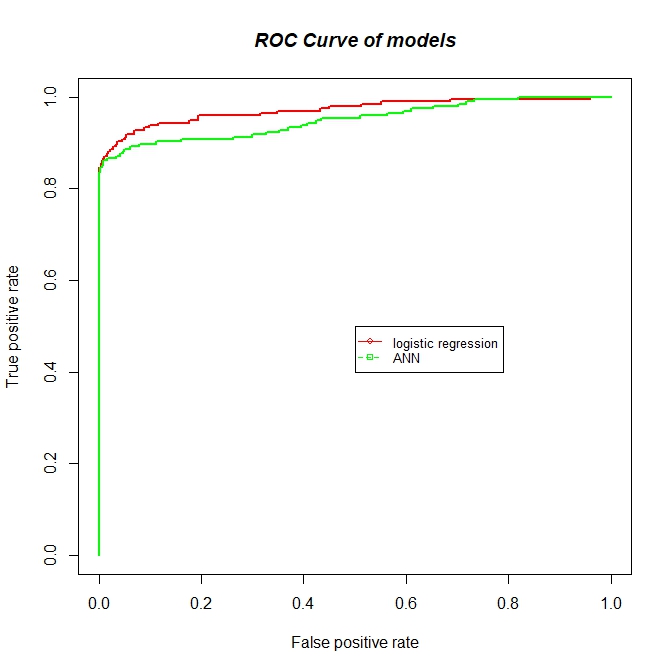 ROC Curve of models
True positive rate
1.0
0.8
0.6
0.4
0.2
0.0
logistic regression
ANN
0.0 0.2 0.4 0.6 0.8 1.0
False positive rate